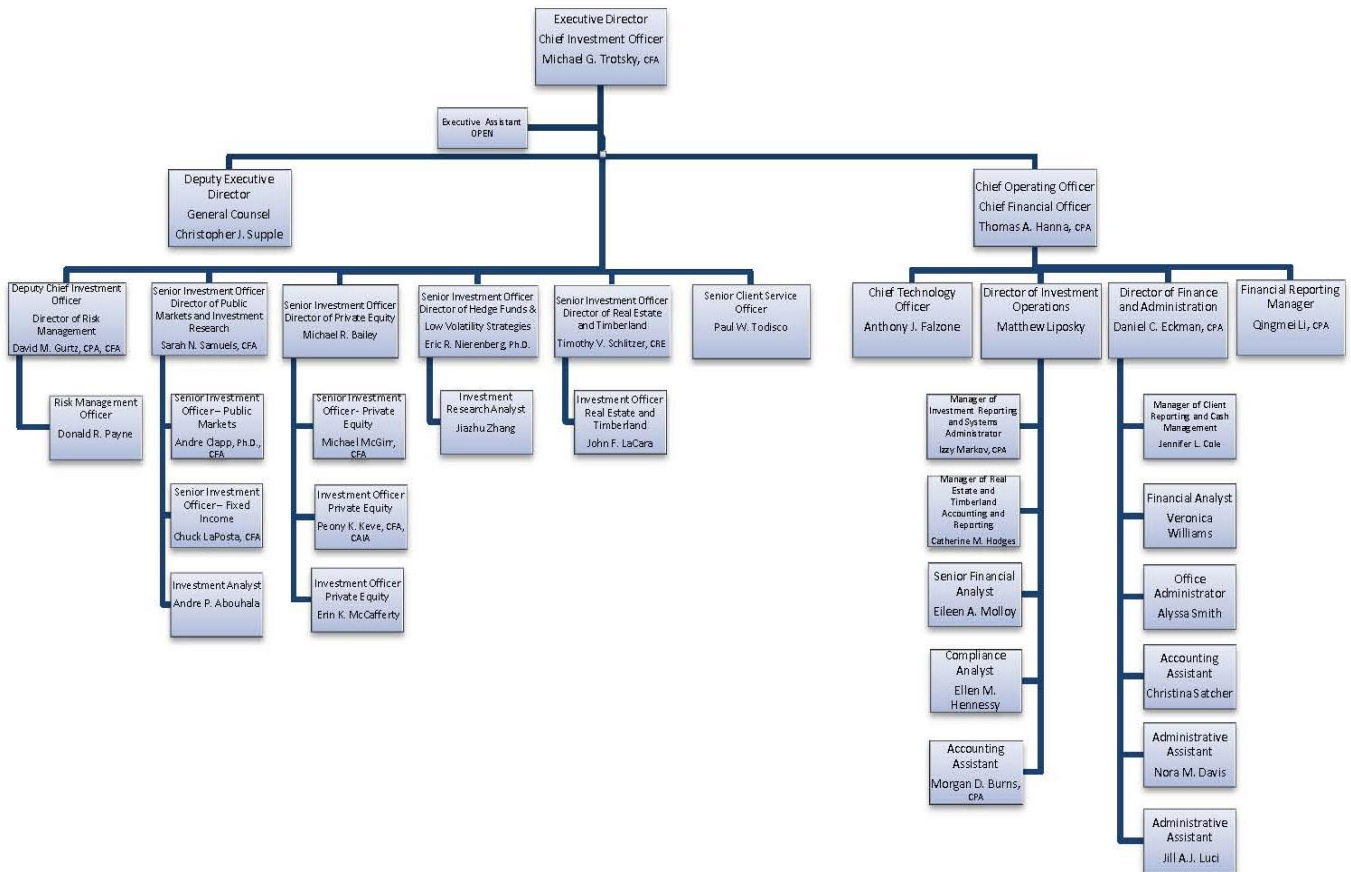 Executive Director
Chief Investment Officer
Michael G. Trotsky, CFA
Executive Assistant
OPEN
Deputy Executive
Director
General Counsel
Christopher J. Supple
Chief Operating Officer
Chief Financial Officer
Thomas A. Hanna, CPA
Deputy Chief Investment
Officer
Director of Risk
Management
David M. Gurtz, CPA, CFA
Senior Investment Officer
Director of Public
Markets and Investment
Research
Sarah N. Samuels, CFA
Senior Investment Officer
Director of Private Equity
Michael R. Bailey
Senior Investment Officer
Director of Hedge Funds &
Low Volatility Strategies
Eric R. Nierenberg, Ph.D.
Senior Investment Officer
Director of Real Estate
and Timberland
Timothy V. Schlitzer, CRE
Senior Client Service
Officer
Paul W. Todisco
Chief Technology
Officer
Anthony J. Falzone
Director of Investment
Operations
Matthew Liposky
Director of Finance
and Administration
Daniel C. Eckman, CPA
Financial Reporting
Manager
Qingmei Li, CPA
Risk Management
Officer
Donald R. Payne
Senior Investment
Officer – Public
Markets
Andre Clapp, Ph.D.,
CFA
Senior Investment
Officer – Fixed
Income
Chuck LaPosta, CFA
Investment Analyst
Andre P. Abouhala
Senior Investment
Officer - Private
Equity
Michael McGirr,
CFA
Investment Officer
Private Equity
Peony K. Keve, CFA,
CAIA
Investment Officer
Private Equity
Erin K. McCafferty
Investment
Research Analyst
Jiazhu Zhang
Investment Officer
Real Estate and
Timberland
John F. LaCara
Manager of
Investment Reporting
and Systems
Administrator
Izzy Markov, CPA
Manager of Real
Estate and
Timberland
Accounting and
Reporting
Catherine M. Hodges
Senior Financial
Analyst
Eileen A. Molloy
Compliance
Analyst
Ellen M.
Hennessy
Accounting
Assistant
Morgan D. Burns,
CPA
Manager of Client
Reporting and Cash
Management
Jennifer L. Cole
Financial Analyst
Veronica
Williams
Office
Administrator
Alyssa Smith
Accounting
Assistant
Christina Satcher
Administrative
Assistant
Nora M. Davis
Administrative
Assistant
Jill A.J. Luci